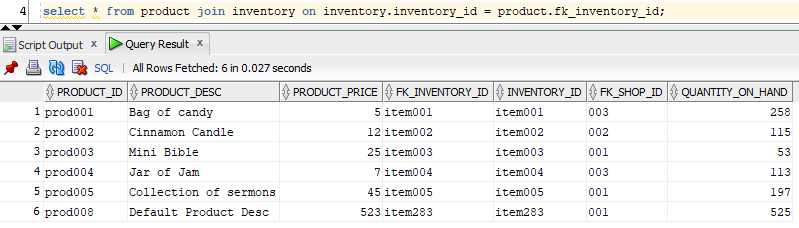 4 select * from product join inventory on inventory.inventory_id = product.fk_inventory_id;
Script Output x Query Result x
SQL | All Rows Fetched: 6 in 0.027 seconds
PRODUCT_ID PRODUCT_DESC PRODUCT_PRICE FK_INVENTORY_ID INVENTORY_ID FK_SHOP_ID QUANTITY_ON_HAND
1 prod001 Bag of candy 5 item001 item001 003 258
2 prod002 Cinnamon Candle 12 item002 item002 002 115
3 prod003 Mini Bible 25 item003 item003 001 53
4 prod004 Jar of Jam 7 item004 item004 003 113
5 prod005 Collection of sermons 45 item005 item005 001 197
6 prod008 Default Product Desc 523 item283 item283 001 525